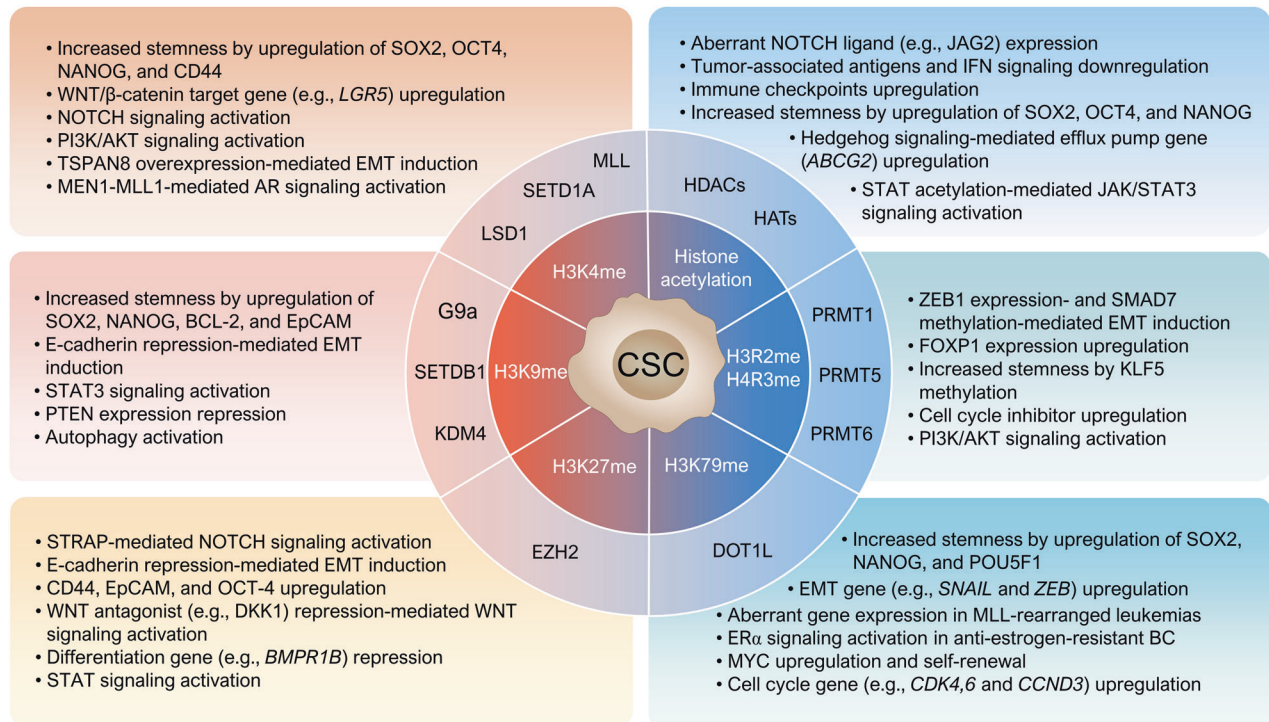 • Increased stemness by upregulation of SOX2, OCT4,
NANOG, and CD44
• WNT/β-catenin target gene (e.g., LGR5) upregulation
• NOTCH signaling activation
• PI3K/AKT signaling activation
• TSPAN8 overexpression-mediated EMT induction
• MEN1-MLL1-mediated AR signaling activation
• Aberrant NOTCH ligand (e.g., JAG2) expression
• Tumor-associated antigens and IFN signaling downregulation
• Immune checkpoints upregulation
• Increased stemness by upregulation of SOX2, OCT4, and NANOG
• Hedgehog signaling-mediated efflux pump gene
(ABCG2) upregulation
• STAT acetylation-mediated JAK/STAT3
signaling activation
MLL
SETD1A
LSD1
HDACs
HATs
H3K4me
Histone
acetylation
• Increased stemness by upregulation of
SOX2, NANOG, BCL-2, and EpCAM
• E-cadherin repression-mediated EMT
induction
• STAT3 signaling activation
• PTEN expression repression
• Autophagy activation
G9a
SETDB1
KDM4
H3K9me
CSC
H3R2me
H4R3me
PRMT1
PRMT5
PRMT6
• ZEB1 expression- and SMAD7
methylation-mediated EMT induction
• FOXP1 expression upregulation
• Increased stemness by KLF5
methylation
• Cell cycle inhibitor upregulation
• PI3K/AKT signaling activation
H3K27me
H3K79me
EZH2
DOT1L
• STRAP-mediated NOTCH signaling activation
• E-cadherin repression-mediated EMT induction
• CD44, EpCAM, and OCT-4 upregulation
• WNT antagonist (e.g., DKK1) repression-mediated WNT
signaling activation
• Differentiation gene (e.g., BMPR1B) repression
• STAT signaling activation
• Increased stemness by upregulation of SOX2,
NANOG, and POU5F1
• EMT gene (e.g., SNAIL and ZEB) upregulation
• Aberrant gene expression in MLL-rearranged leukemias
• ERα signaling activation in anti-estrogen-resistant BC
• MYC upregulation and self-renewal
• Cell cycle gene (e.g., CDK4,6 and CCND3) upregulation